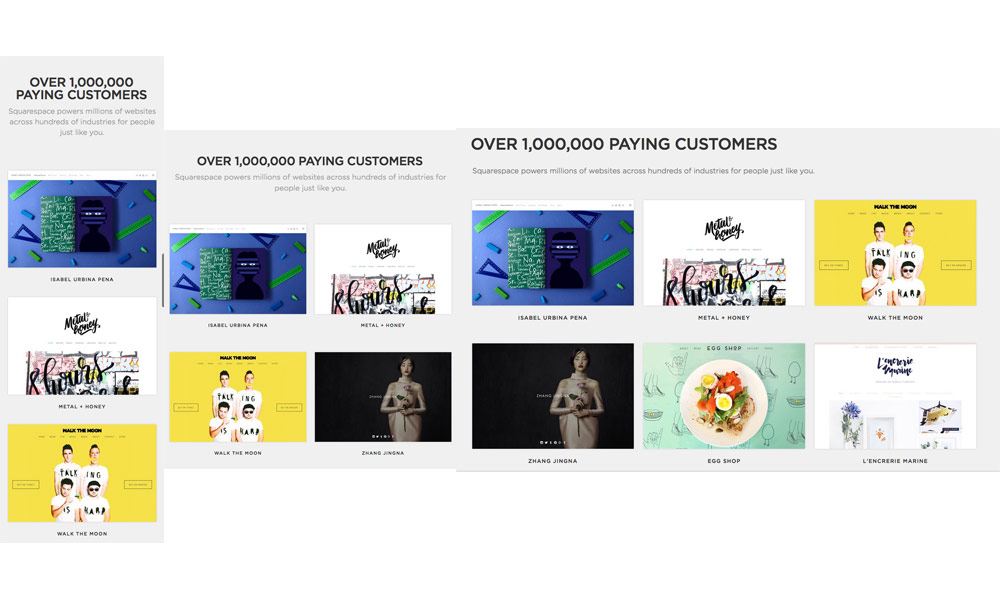 OVER 1,000,000
PAYING CUSTOMERS
Squarespace powers millions of websites
across hundreds of industries for people
just like you.
ISABEL URBINA PENA
Metal &
honey.
8hours
METAL + HONEY
WALK THE MOON
TALK ING
IS HARD
WALK THE MOON
OVER 1,000,000 PAYING CUSTOMERS
Squarespace powers millions of websites across hundreds of industries for
people just like you.
ISABEL URBINA PENA
Metal &
honey.
8hours
METAL + HONEY
WALK THE MOON
TALK ING
IS HARD
WALK THE MOON
ZHANG JINGNA
ZHANG JINGNA
OVER 1,000,000 PAYING CUSTOMERS
Squarespace powers millions of websites across hundreds of industries for people just like you.
ISABEL URBINA PENA
Metal &
honey.
8hours
METAL + HONEY
WALK THE MOON
TALK ING
IS HARD
WALK THE MOON
ZHANG JINGNA
ZHANG JINGNA
EGG SHOP
EGG SHOP
L'encrerie
Marine
L'ENCRERIE MARINE